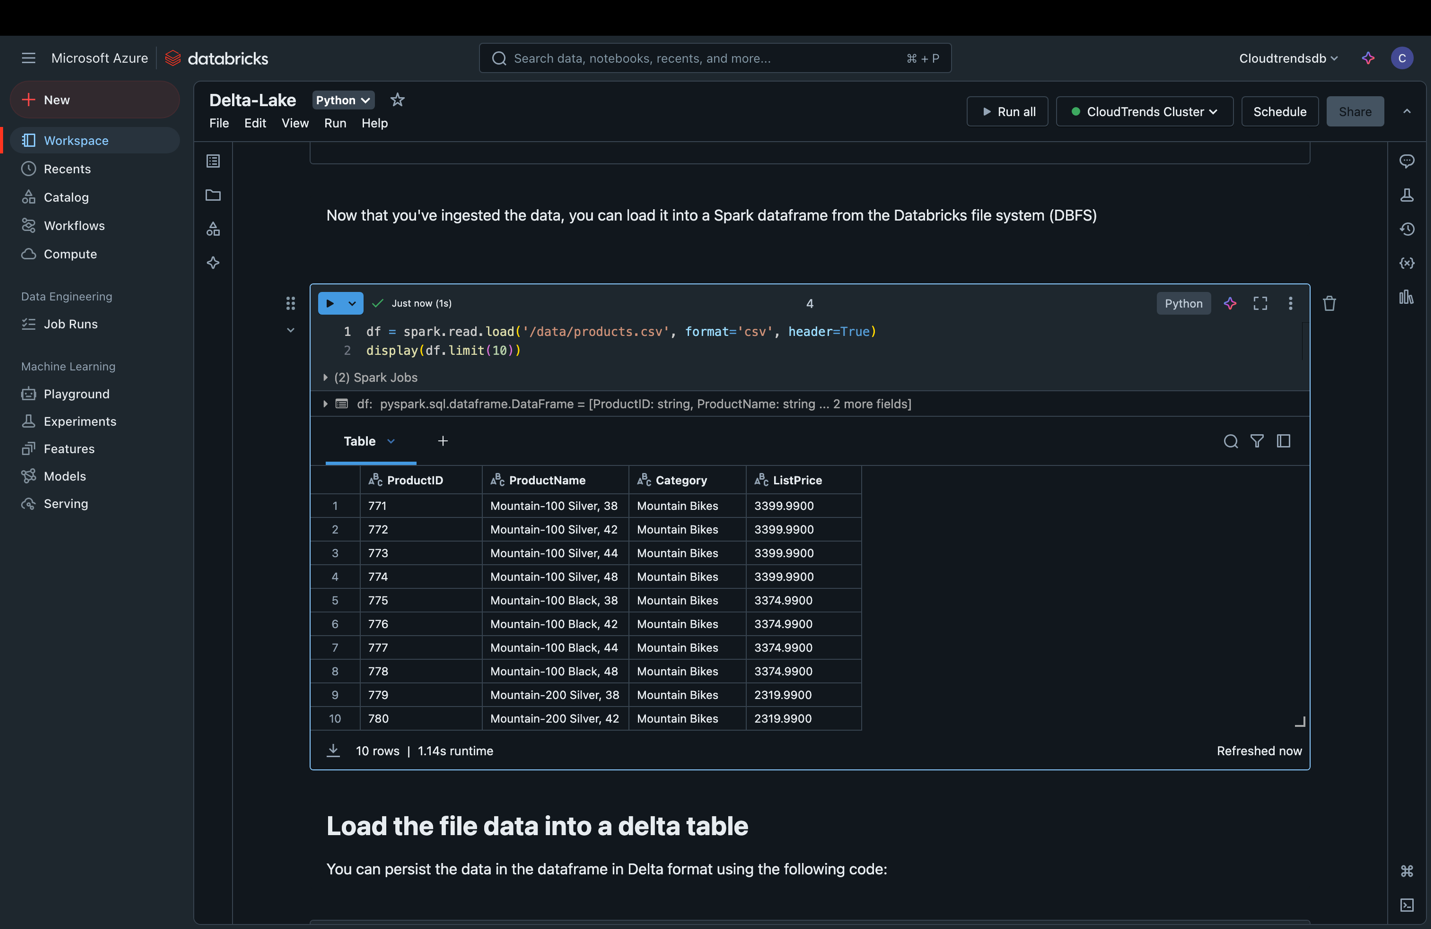 Microsoft Azure databricks
Search data, notebooks, recents, and more... ⌘ + P
Cloudtrendsdb
C
New
Workspace
Recents
Catalog
Workflows
Compute
Data Engineering
Job Runs
Machine Learning
Playground
Experiments
Features
Models
Serving
Delta-Lake Python
File Edit View Run Help
Run all CloudTrends Cluster Schedule Share
Now that you've ingested the data, you can load it into a Spark dataframe from the Databricks file system (DBFS)
Just now (1s) 4 Python
1 df = spark.read.load('/data/products.csv', format='csv', header=True)
2 display(df.limit(10))
(2) Spark Jobs
df: pyspark.sql.dataframe.DataFrame = [ProductID: string, ProductName: string ... 2 more fields]
Table +
ABC ProductID ABC ProductName ABC Category ABC ListPrice
1 771 Mountain-100 Silver, 38 Mountain Bikes 3399.9900
2 772 Mountain-100 Silver, 42 Mountain Bikes 3399.9900
3 773 Mountain-100 Silver, 44 Mountain Bikes 3399.9900
4 774 Mountain-100 Silver, 48 Mountain Bikes 3399.9900
5 775 Mountain-100 Black, 38 Mountain Bikes 3374.9900
6 776 Mountain-100 Black, 42 Mountain Bikes 3374.9900
7 777 Mountain-100 Black, 44 Mountain Bikes 3374.9900
8 778 Mountain-100 Black, 48 Mountain Bikes 3374.9900
9 779 Mountain-200 Silver, 38 Mountain Bikes 2319.9900
10 780 Mountain-200 Silver, 42 Mountain Bikes 2319.9900
10 rows | 1.14s runtime Refreshed now
Load the file data into a delta table
You can persist the data in the dataframe in Delta format using the following code: